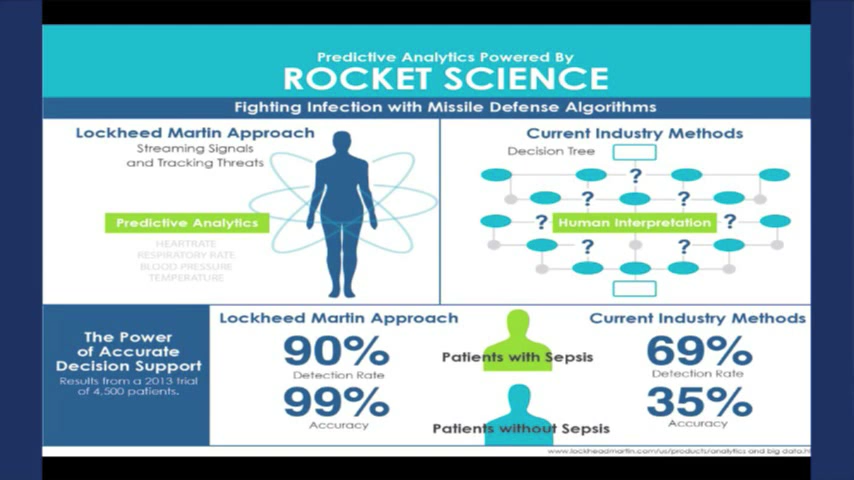 Predictive Analytics Powered By
ROCKET SCIENCE
Fighting Infection with Missile Defense Algorithms
Lockheed Martin Approach
Streaming Signals
and Tracking Threats
Predictive Analytics
HEARTRATE
RESPIRATORY RATE
BLOOD PRESSURE
TEMPERATURE
Current Industry Methods
Decision Tree
?
? ?
? Human Interpretation ?
? ?
The Power
of Accurate
Decision Support
Results from a 2013 trial
of 4,500 patients.
Lockheed Martin Approach
90%
Detection Rate
99%
Accuracy
Patients with Sepsis
Patients without Sepsis
Current Industry Methods
69%
Detection Rate
35%
Accuracy
www.lockheedmartin.com/us/products/analytics and big data.h